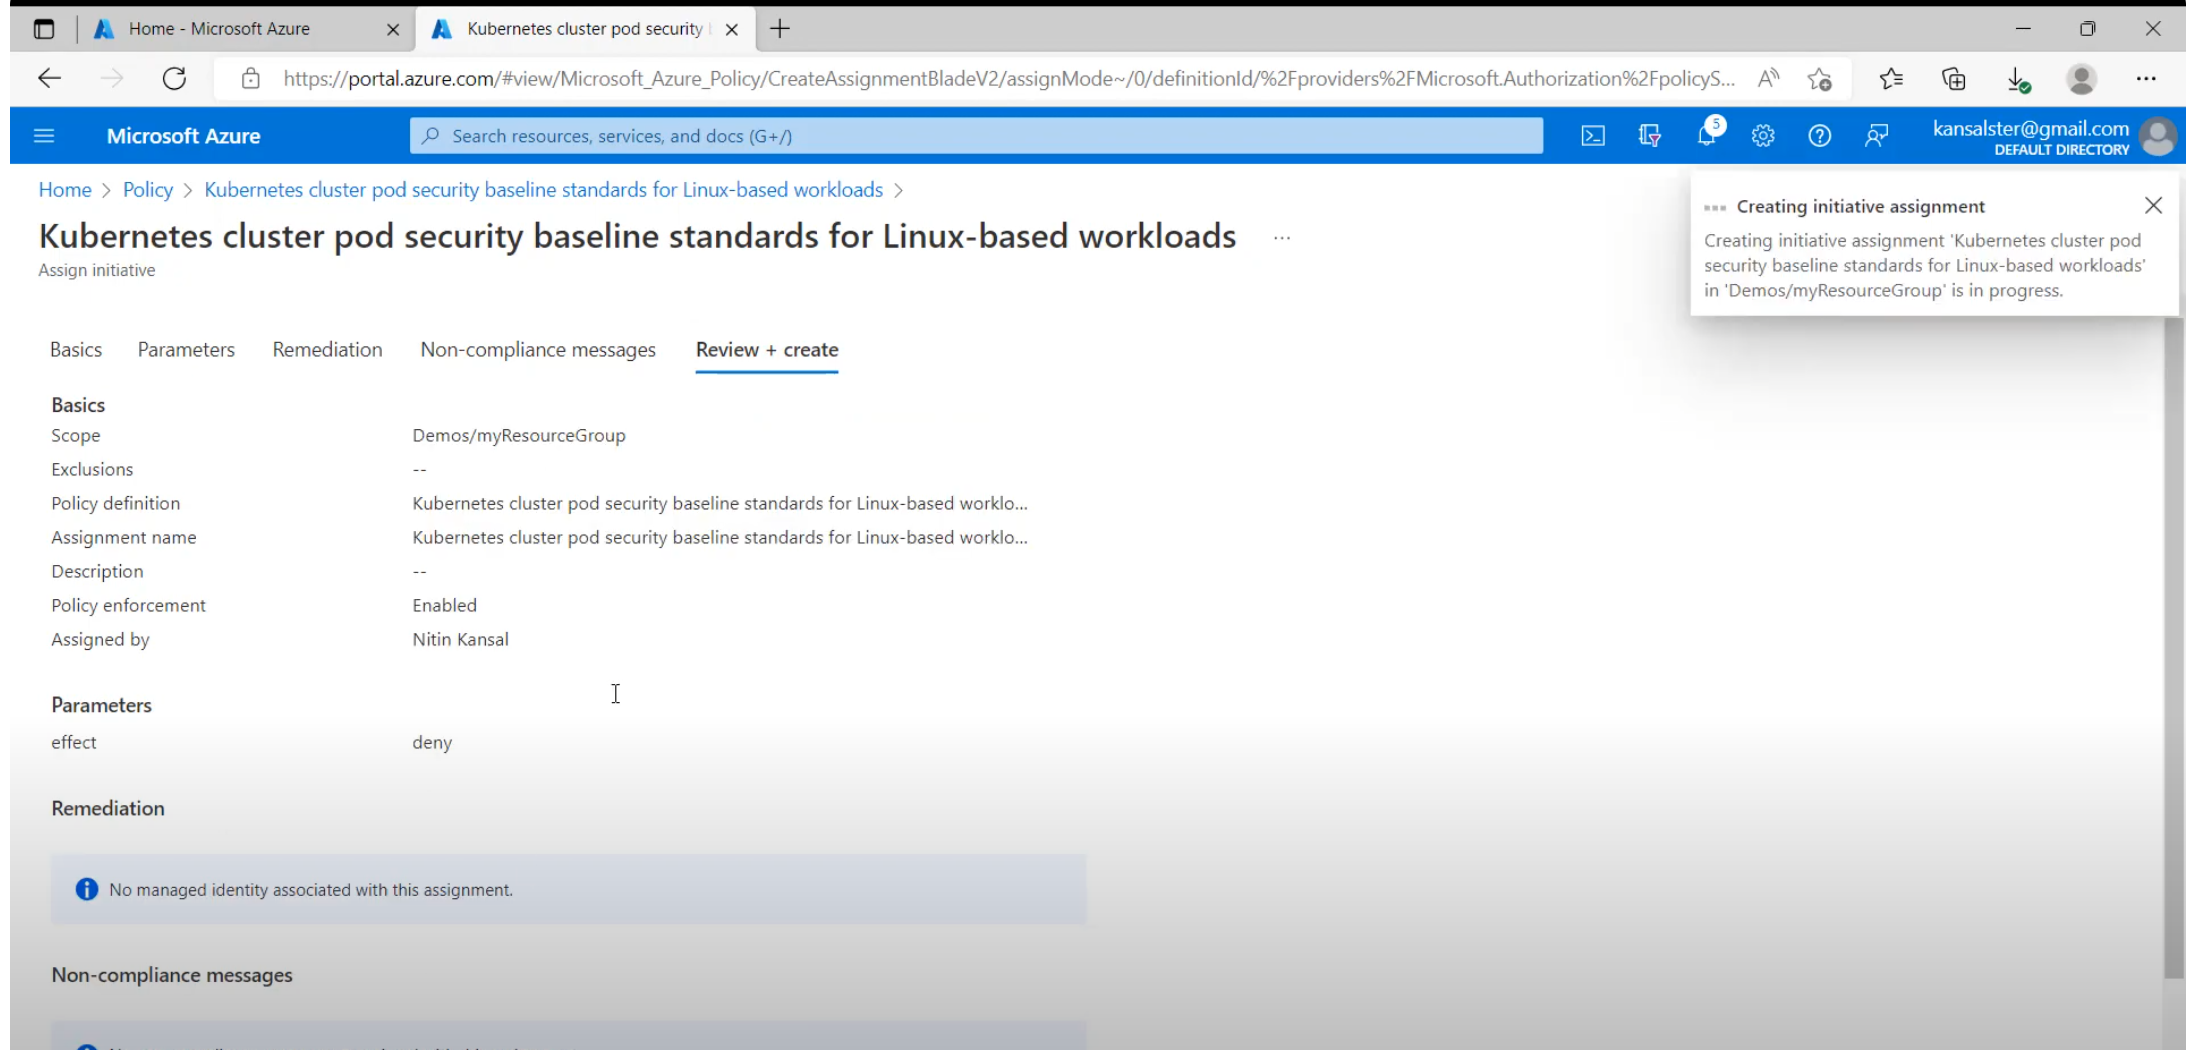 Home - Microsoft Azure
Kubernetes cluster pod security
https://portal.azure.com/#view/Microsoft_Azure_Policy/CreateAssignmentBladeV2/assignMode~/0/definitionId/%2Fproviders%2FMicrosoft.Authorization%2FpolicyS...
Microsoft Azure
Search resources, services, and docs (G+/)
5
kansalster@gmail.com
DEFAULT DIRECTORY
Home > Policy > Kubernetes cluster pod security baseline standards for Linux-based workloads >
Kubernetes cluster pod security baseline standards for Linux-based workloads ...
Assign initiative
Creating initiative assignment
Creating initiative assignment 'Kubernetes cluster pod
security baseline standards for Linux-based workloads'
in 'Demos/myResourceGroup' is in progress.
Basics Parameters Remediation Non-compliance messages Review + create
Basics
Scope Demos/myResourceGroup
Exclusions --
Policy definition Kubernetes cluster pod security baseline standards for Linux-based worklo...
Assignment name Kubernetes cluster pod security baseline standards for Linux-based worklo...
Description --
Policy enforcement Enabled
Assigned by Nitin Kansal
Parameters
effect deny
Remediation
No managed identity associated with this assignment.
Non-compliance messages